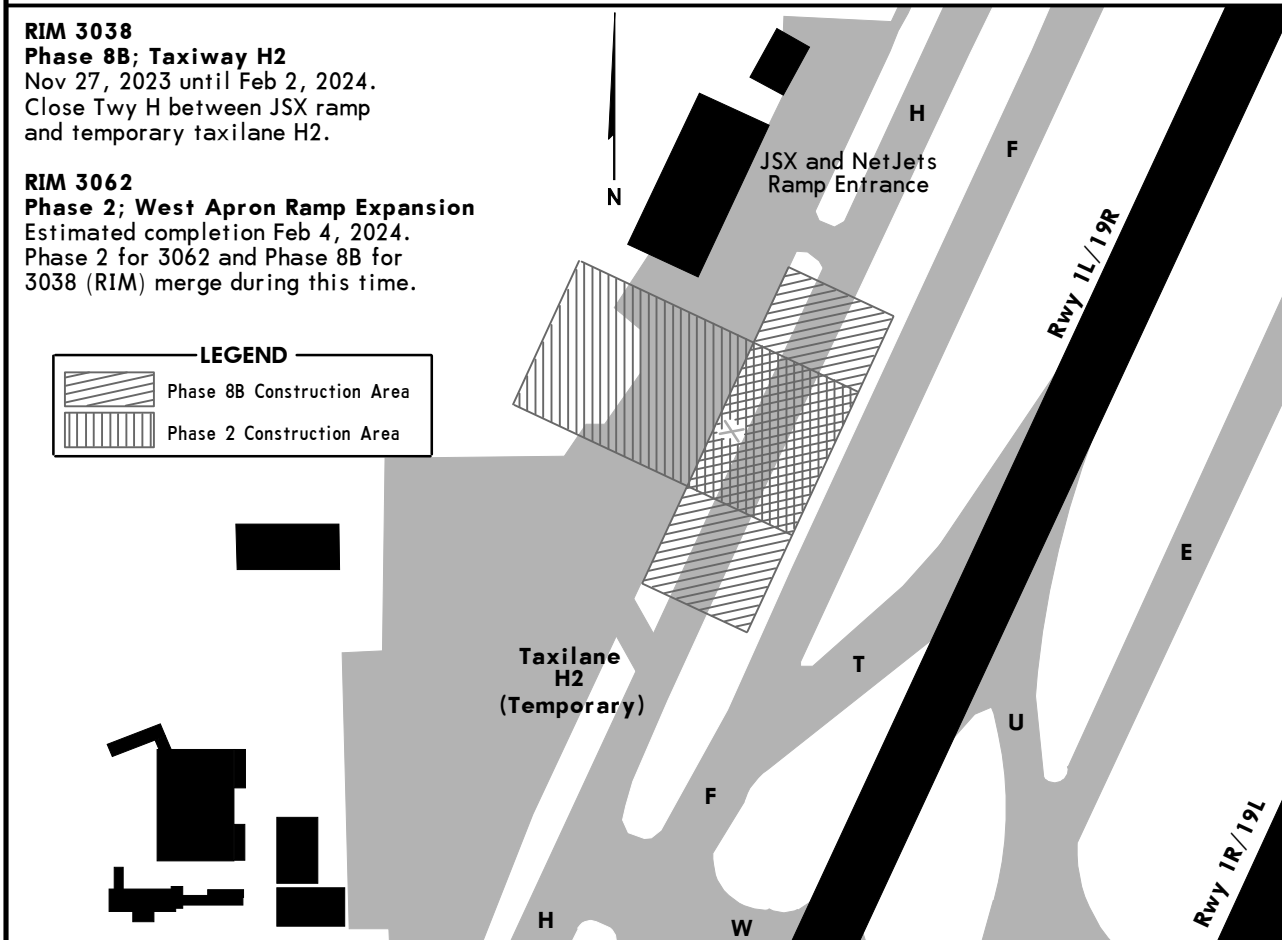 RIM 3038
Phase 8B; Taxiway H2
Nov 27, 2023 until Feb 2, 2024.
Close Twy H between JSX ramp
and temporary taxilane H2.
RIM 3062
Phase 2; West Apron Ramp Expansion
Estimated completion Feb 4, 2024.
Phase 2 for 3062 and Phase 8B for
3038 (RIM) merge during this time.
LEGEND
Phase 8B Construction Area
Phase 2 Construction Area
N
H
F
JSX and NetJets
Ramp Entrance
Rwy 1L/19R
X
E
Taxilane
H2
(Temporary)
T
U
F
H
W
Rwy 1R/19L